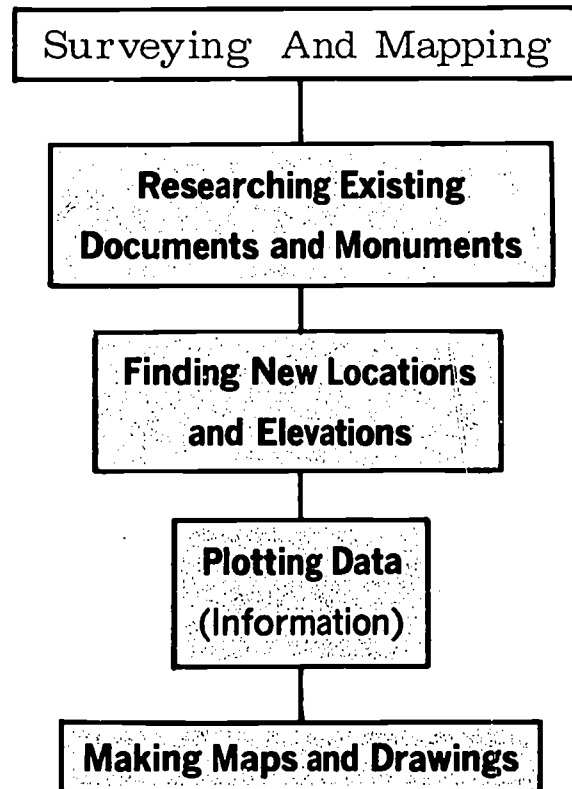 Surveying And Mapping
Researching Existing
Documents and Monuments
Finding New Locations
and Elevations
Plotting Data
(Information)
Making Maps and Drawings